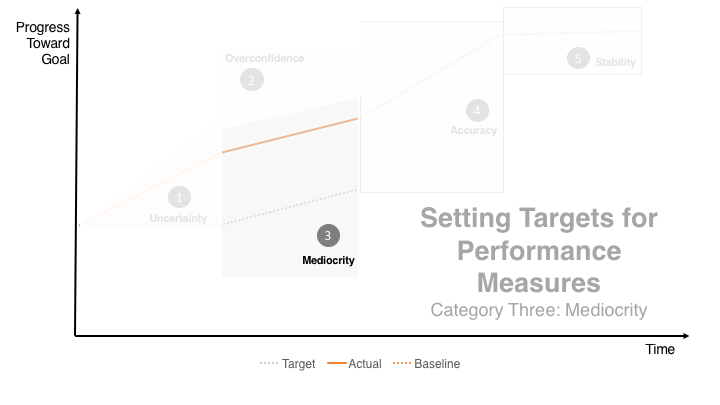 Progress
Toward
Goal
Overconfidence
2
5
Stability
4
Accuracy
1
Uncertainty
3
Mediocrity
Setting Targets for
Performance
Measures
Category Three: Mediocrity
Time
Target
Actual
Baseline